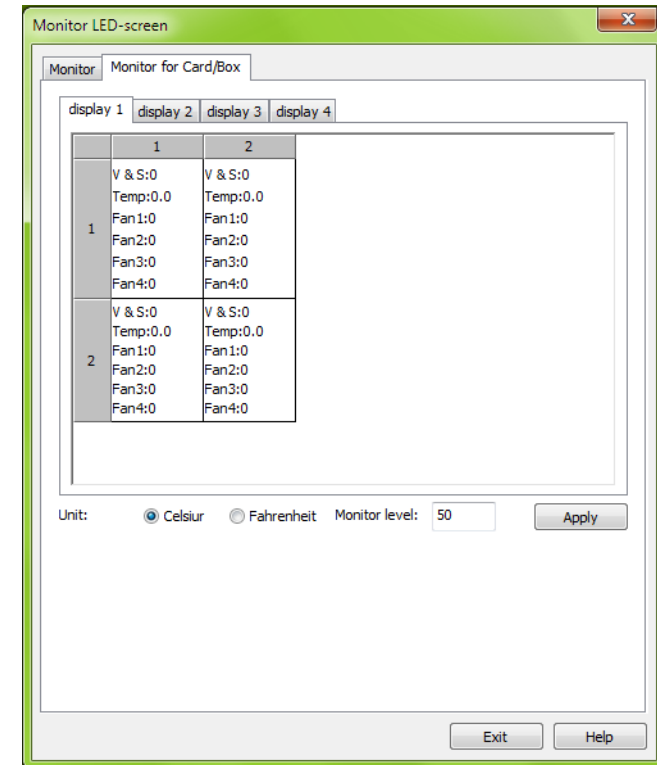 Monitor LED-screen
Monitor Monitor for Card/Box
display 1 display 2 display 3 display 4
1 2
V & S:0 V & S:0
Temp:0.0 Temp:0.0
Fan1:0 Fan1:0
1
Fan2:0 Fan2:0
Fan3:0 Fan3:0
Fan4:0 Fan4:0
V & S:0 V & S:0
Temp:0.0 Temp:0.0
Fan1:0 Fan1:0
2
Fan2:0 Fan2:0
Fan3:0 Fan3:0
Fan4:0 Fan4:0
Unit: Celsiur Fahrenheit Monitor level: 50 Apply
Exit Help